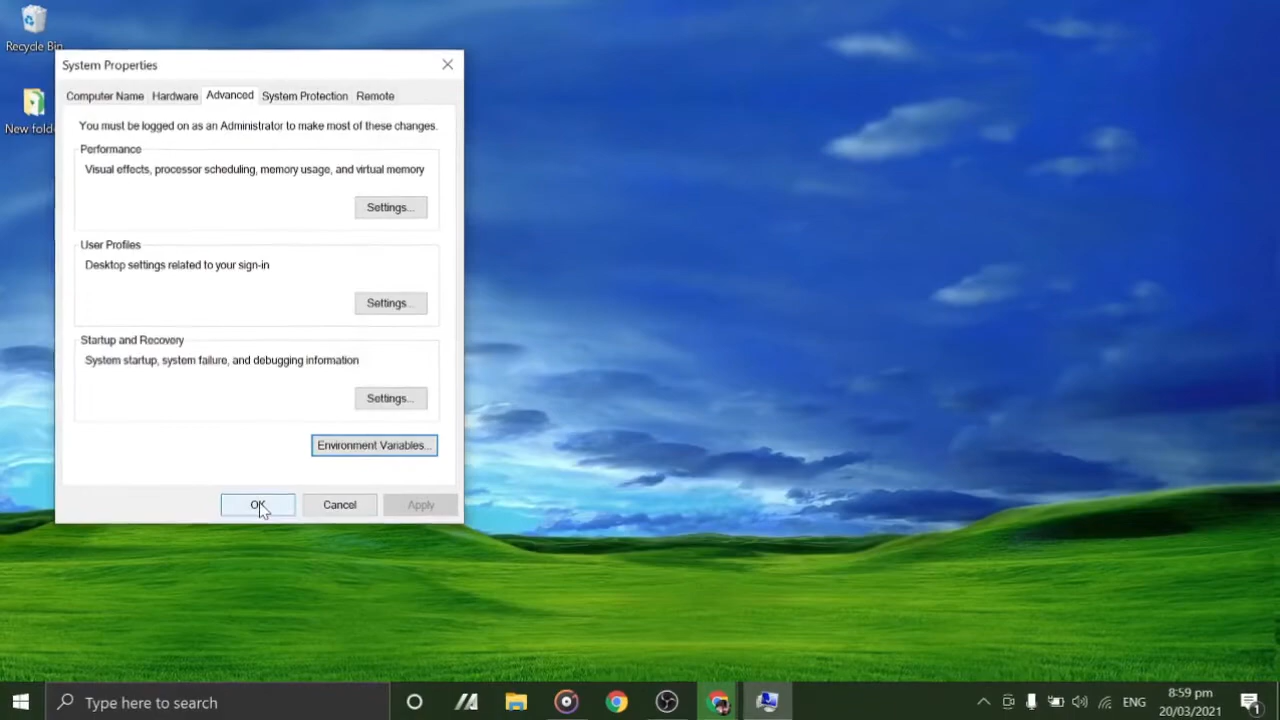 Recycle Bin
New fold
System Properties
Computer Name Hardware Advanced System Protection Remote
You must be logged on as an Administrator to make most of these changes.
Performance
Visual effects, processor scheduling, memory usage, and virtual memory
Settings...
User Profiles
Desktop settings related to your sign-in
Settings...
Startup and Recovery
System startup, system failure, and debugging information
Settings...
Environment Variables...
OK Cancel Apply
Type here to search
ENG
8:59 pm
20/03/2021
1